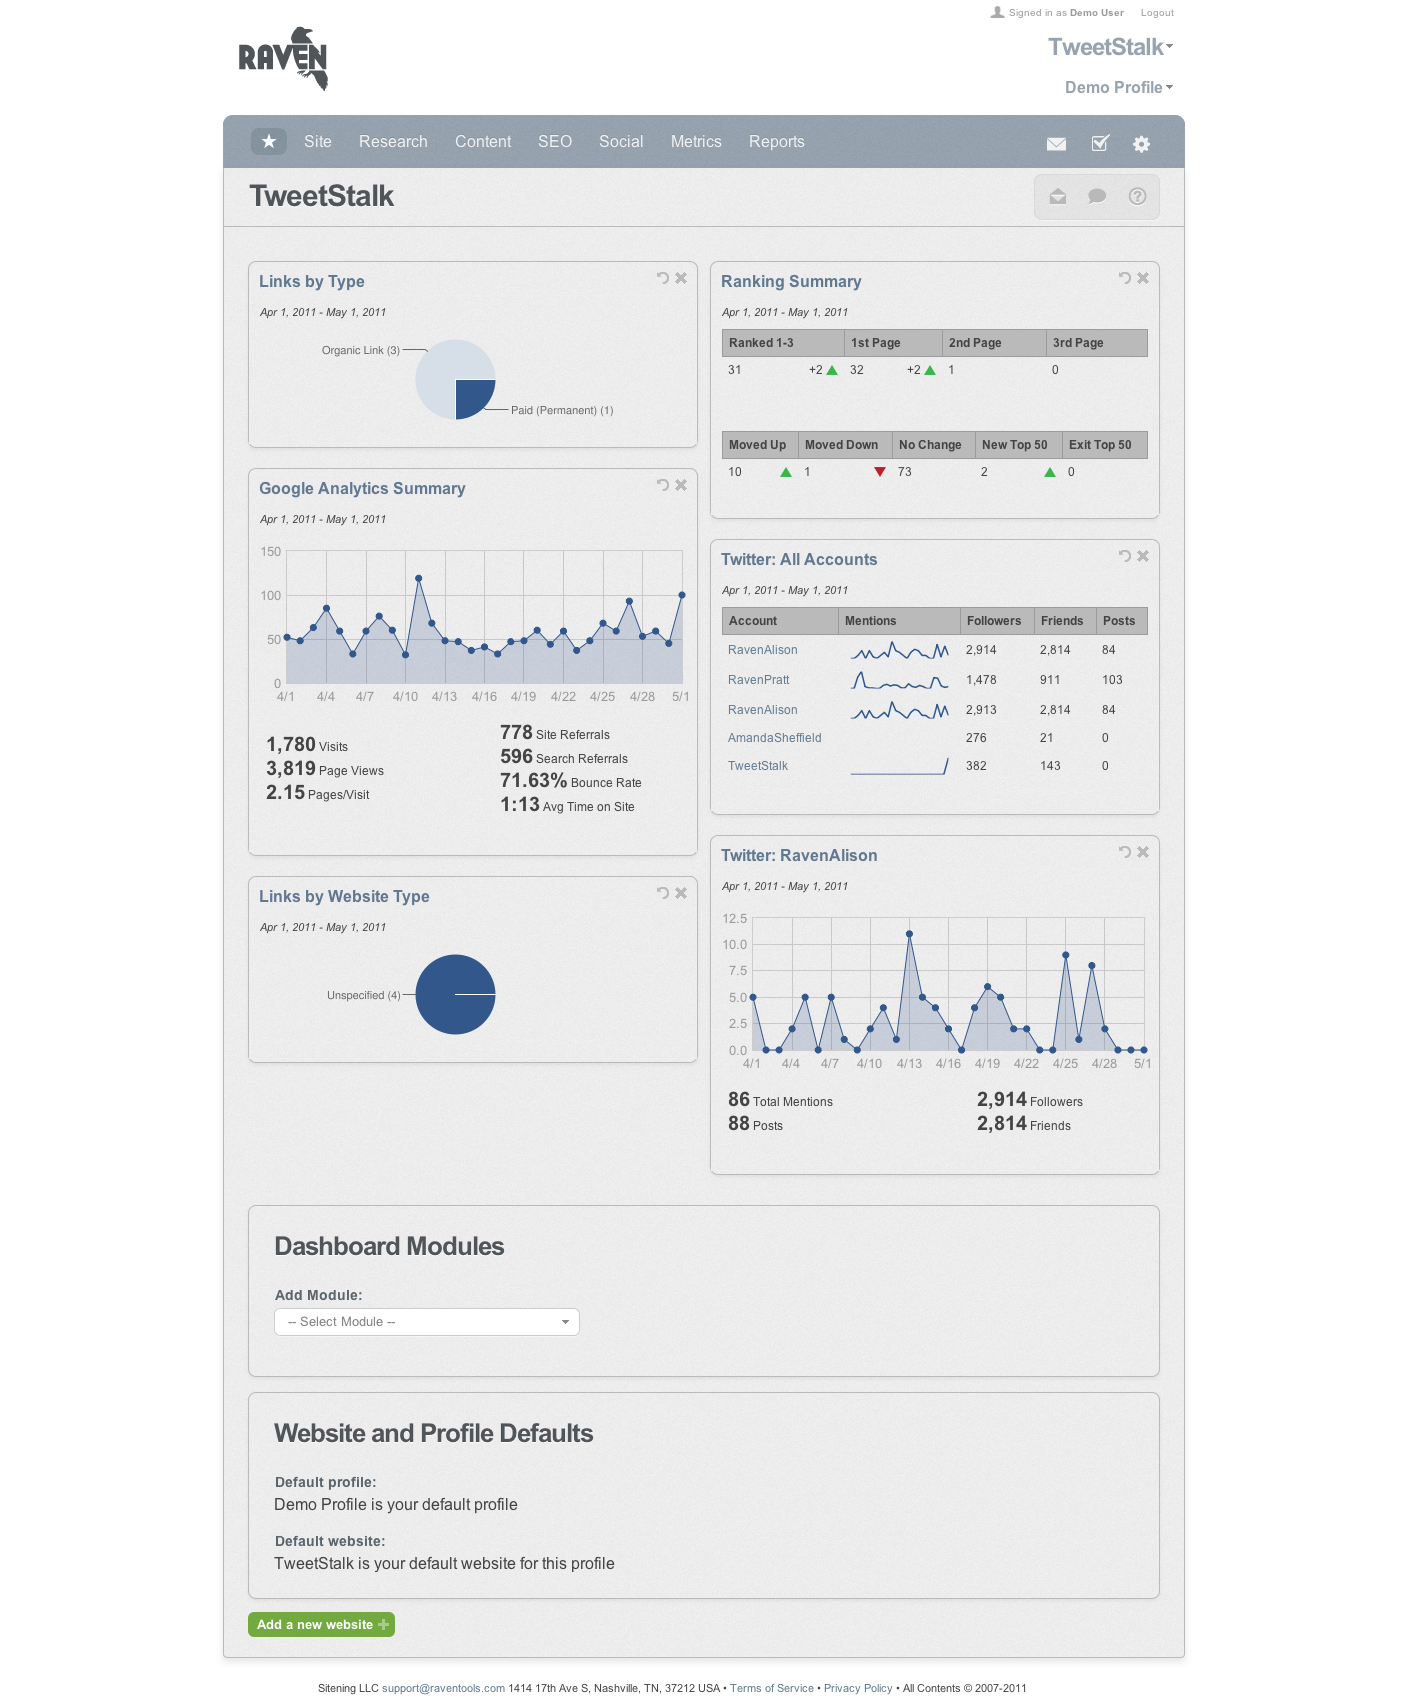 Signed in as Demo User Logout
RAVEN
TweetStalk
Demo Profile
Site Research Content SEO Social Metrics Reports
TweetStalk
Links by Type
Apr 1, 2011 - May 1, 2011
Organic Link (3)
Paid (Permanent) (1)
Google Analytics Summary
Apr 1, 2011 - May 1, 2011
150
100
50
0
4/1 4/4 4/7 4/10 4/13 4/16 4/19 4/22 4/25 4/28 5/1
1,780 Visits
3,819 Page Views
2.15 Pages/Visit
778 Site Referrals
596 Search Referrals
71.63% Bounce Rate
1:13 Avg Time on Site
Links by Website Type
Apr 1, 2011 - May 1, 2011
Unspecified (4)
Ranking Summary
Apr 1, 2011 - May 1, 2011
Ranked 1-3 1st Page 2nd Page 3rd Page
31 +2 32 +2 1 0
Moved Up Moved Down No Change New Top 50 Exit Top 50
10 1 73 2 0
Twitter: All Accounts
Apr 1, 2011 - May 1, 2011
Account Mentions Followers Friends Posts
RavenAlison 2,914 2,814 84
RavenPratt 1,478 911 103
RavenAlison 2,913 2,814 84
AmandaSheffield 276 21 0
TweetStalk 382 143 0
Twitter: RavenAlison
Apr 1, 2011 - May 1, 2011
12.5
10.0
7.5
5.0
2.5
0.0
4/1 4/4 4/7 4/10 4/13 4/16 4/19 4/22 4/25 4/28 5/1
86 Total Mentions
88 Posts
2,914 Followers
2,814 Friends
Dashboard Modules
Add Module:
-- Select Module --
Website and Profile Defaults
Default profile:
Demo Profile is your default profile
Default website:
TweetStalk is your default website for this profile
Add a new website
Sitening LLC support@raventools.com 1414 17th Ave S, Nashville, TN, 37212 USA • Terms of Service • Privacy Policy • All Contents © 2007-2011